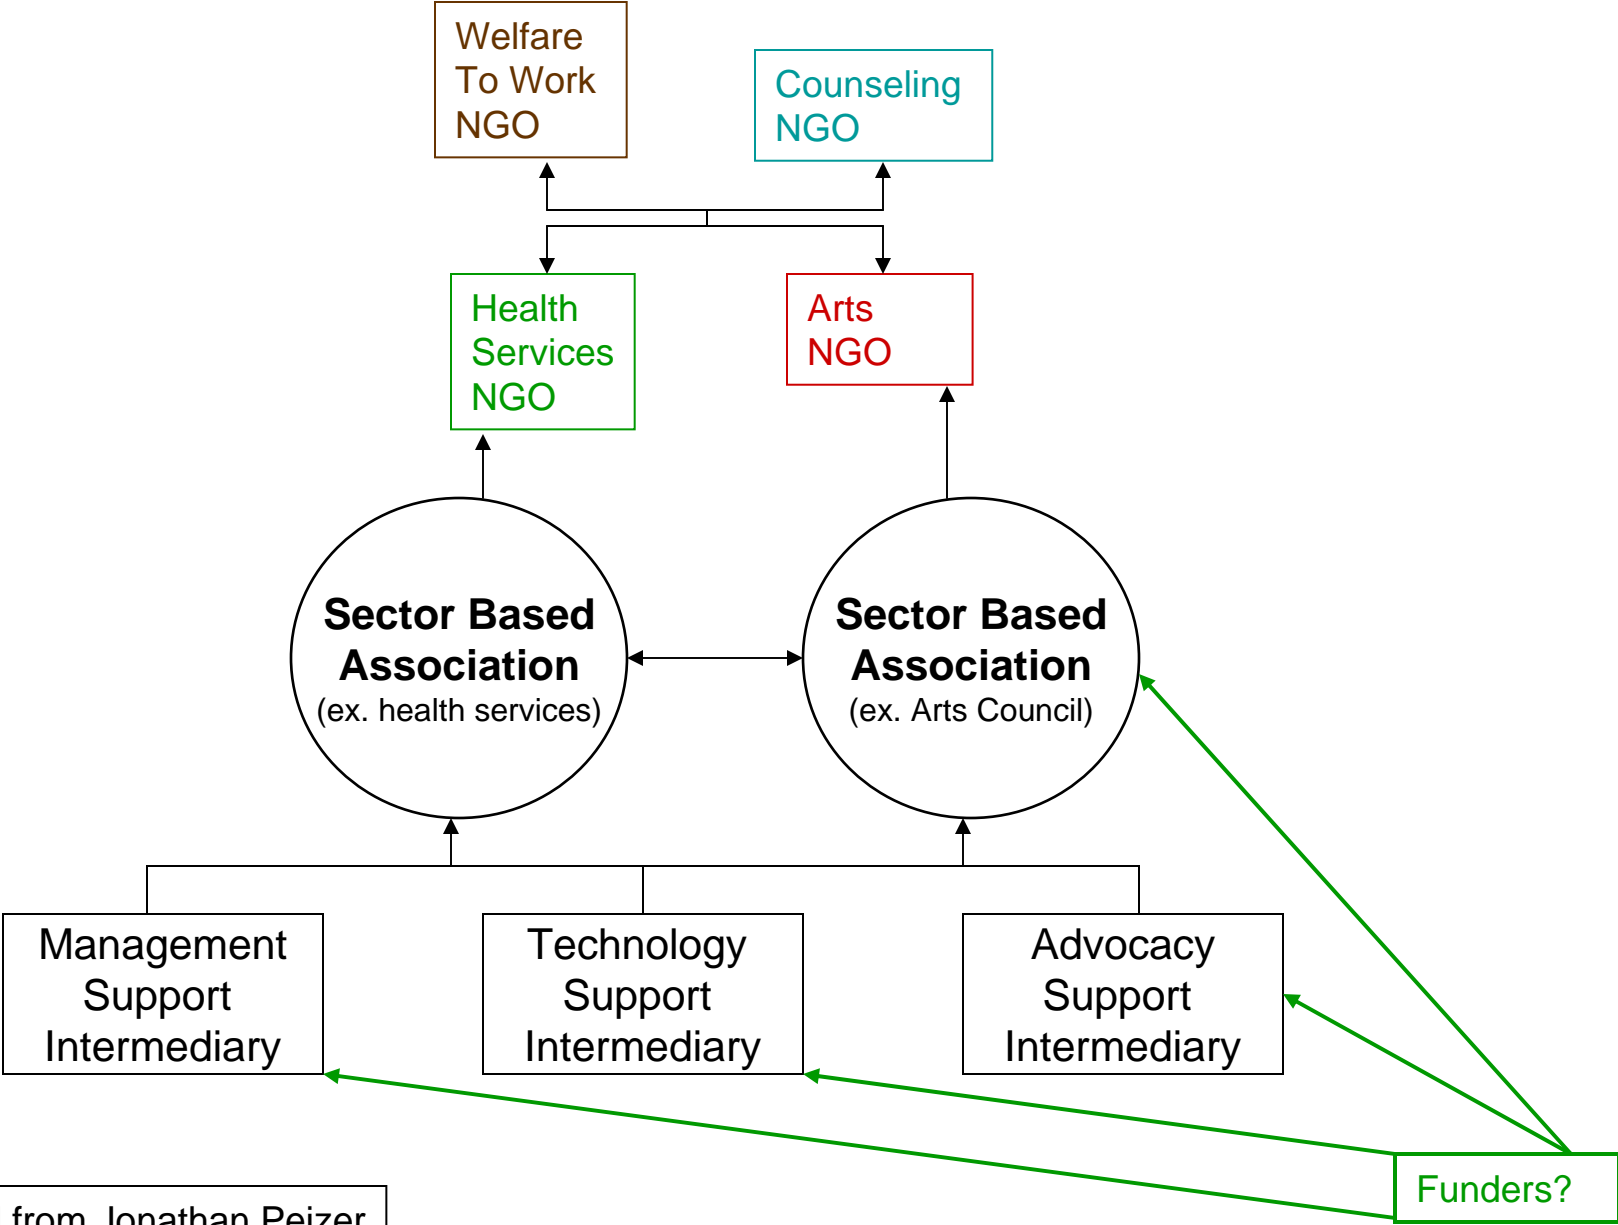 Welfare
To Work
NGO
Counseling
NGO
Health
Services
NGO
Arts
NGO
Sector Based
Association
(ex. health services)
Sector Based
Association
(ex. Arts Council)
Management
Support
Intermediary
Technology
Support
Intermediary
Advocacy
Support
Intermediary
Funders?
from Jonathan Peizer